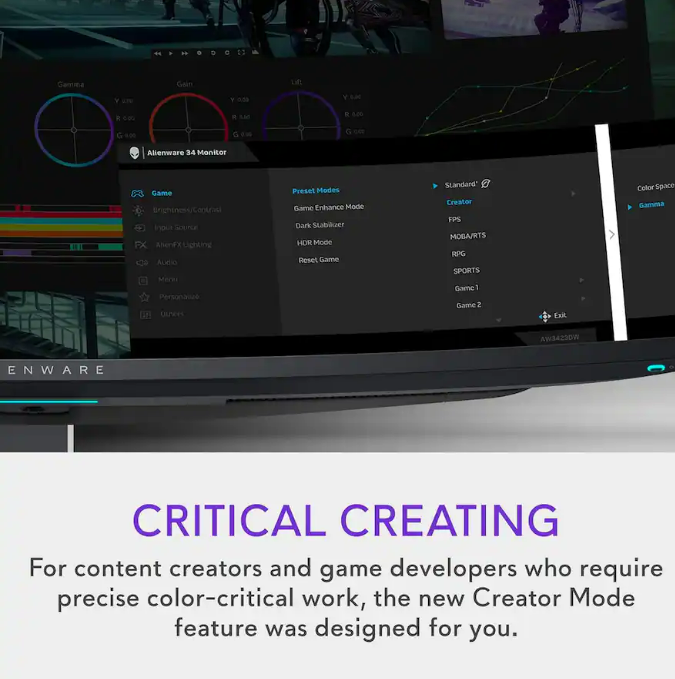 Gamma
Gain
Lift
Alienware 34 Monitor
Game
Brightness/Contrast
Input Source
AlienFX Lighting
Audio
Menu
Personalize
Others
Preset Modes
Game Enhance Mode
Dark Stabilizer
HDR Mode
Reset Game
Standard
Creator
FPS
MOBA/RTS
RPG
SPORTS
Game 1
Game 2
Exit
AW3423DW
Color Space
Gamma
ENWARE
CRITICAL CREATING
For content creators and game developers who require
precise color-critical work, the new Creator Mode
feature was designed for you.